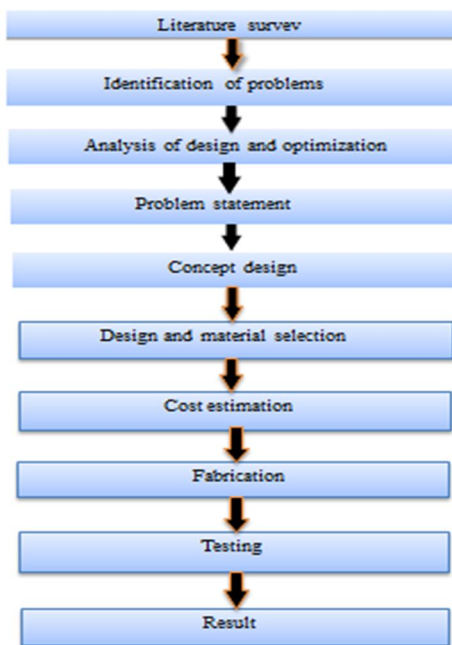 Literature survey
Identification of problems
Analysis of design and optimization
Problem statement
Concept design
Design and material selection
Cost estimation
Fabrication
Testing
Result